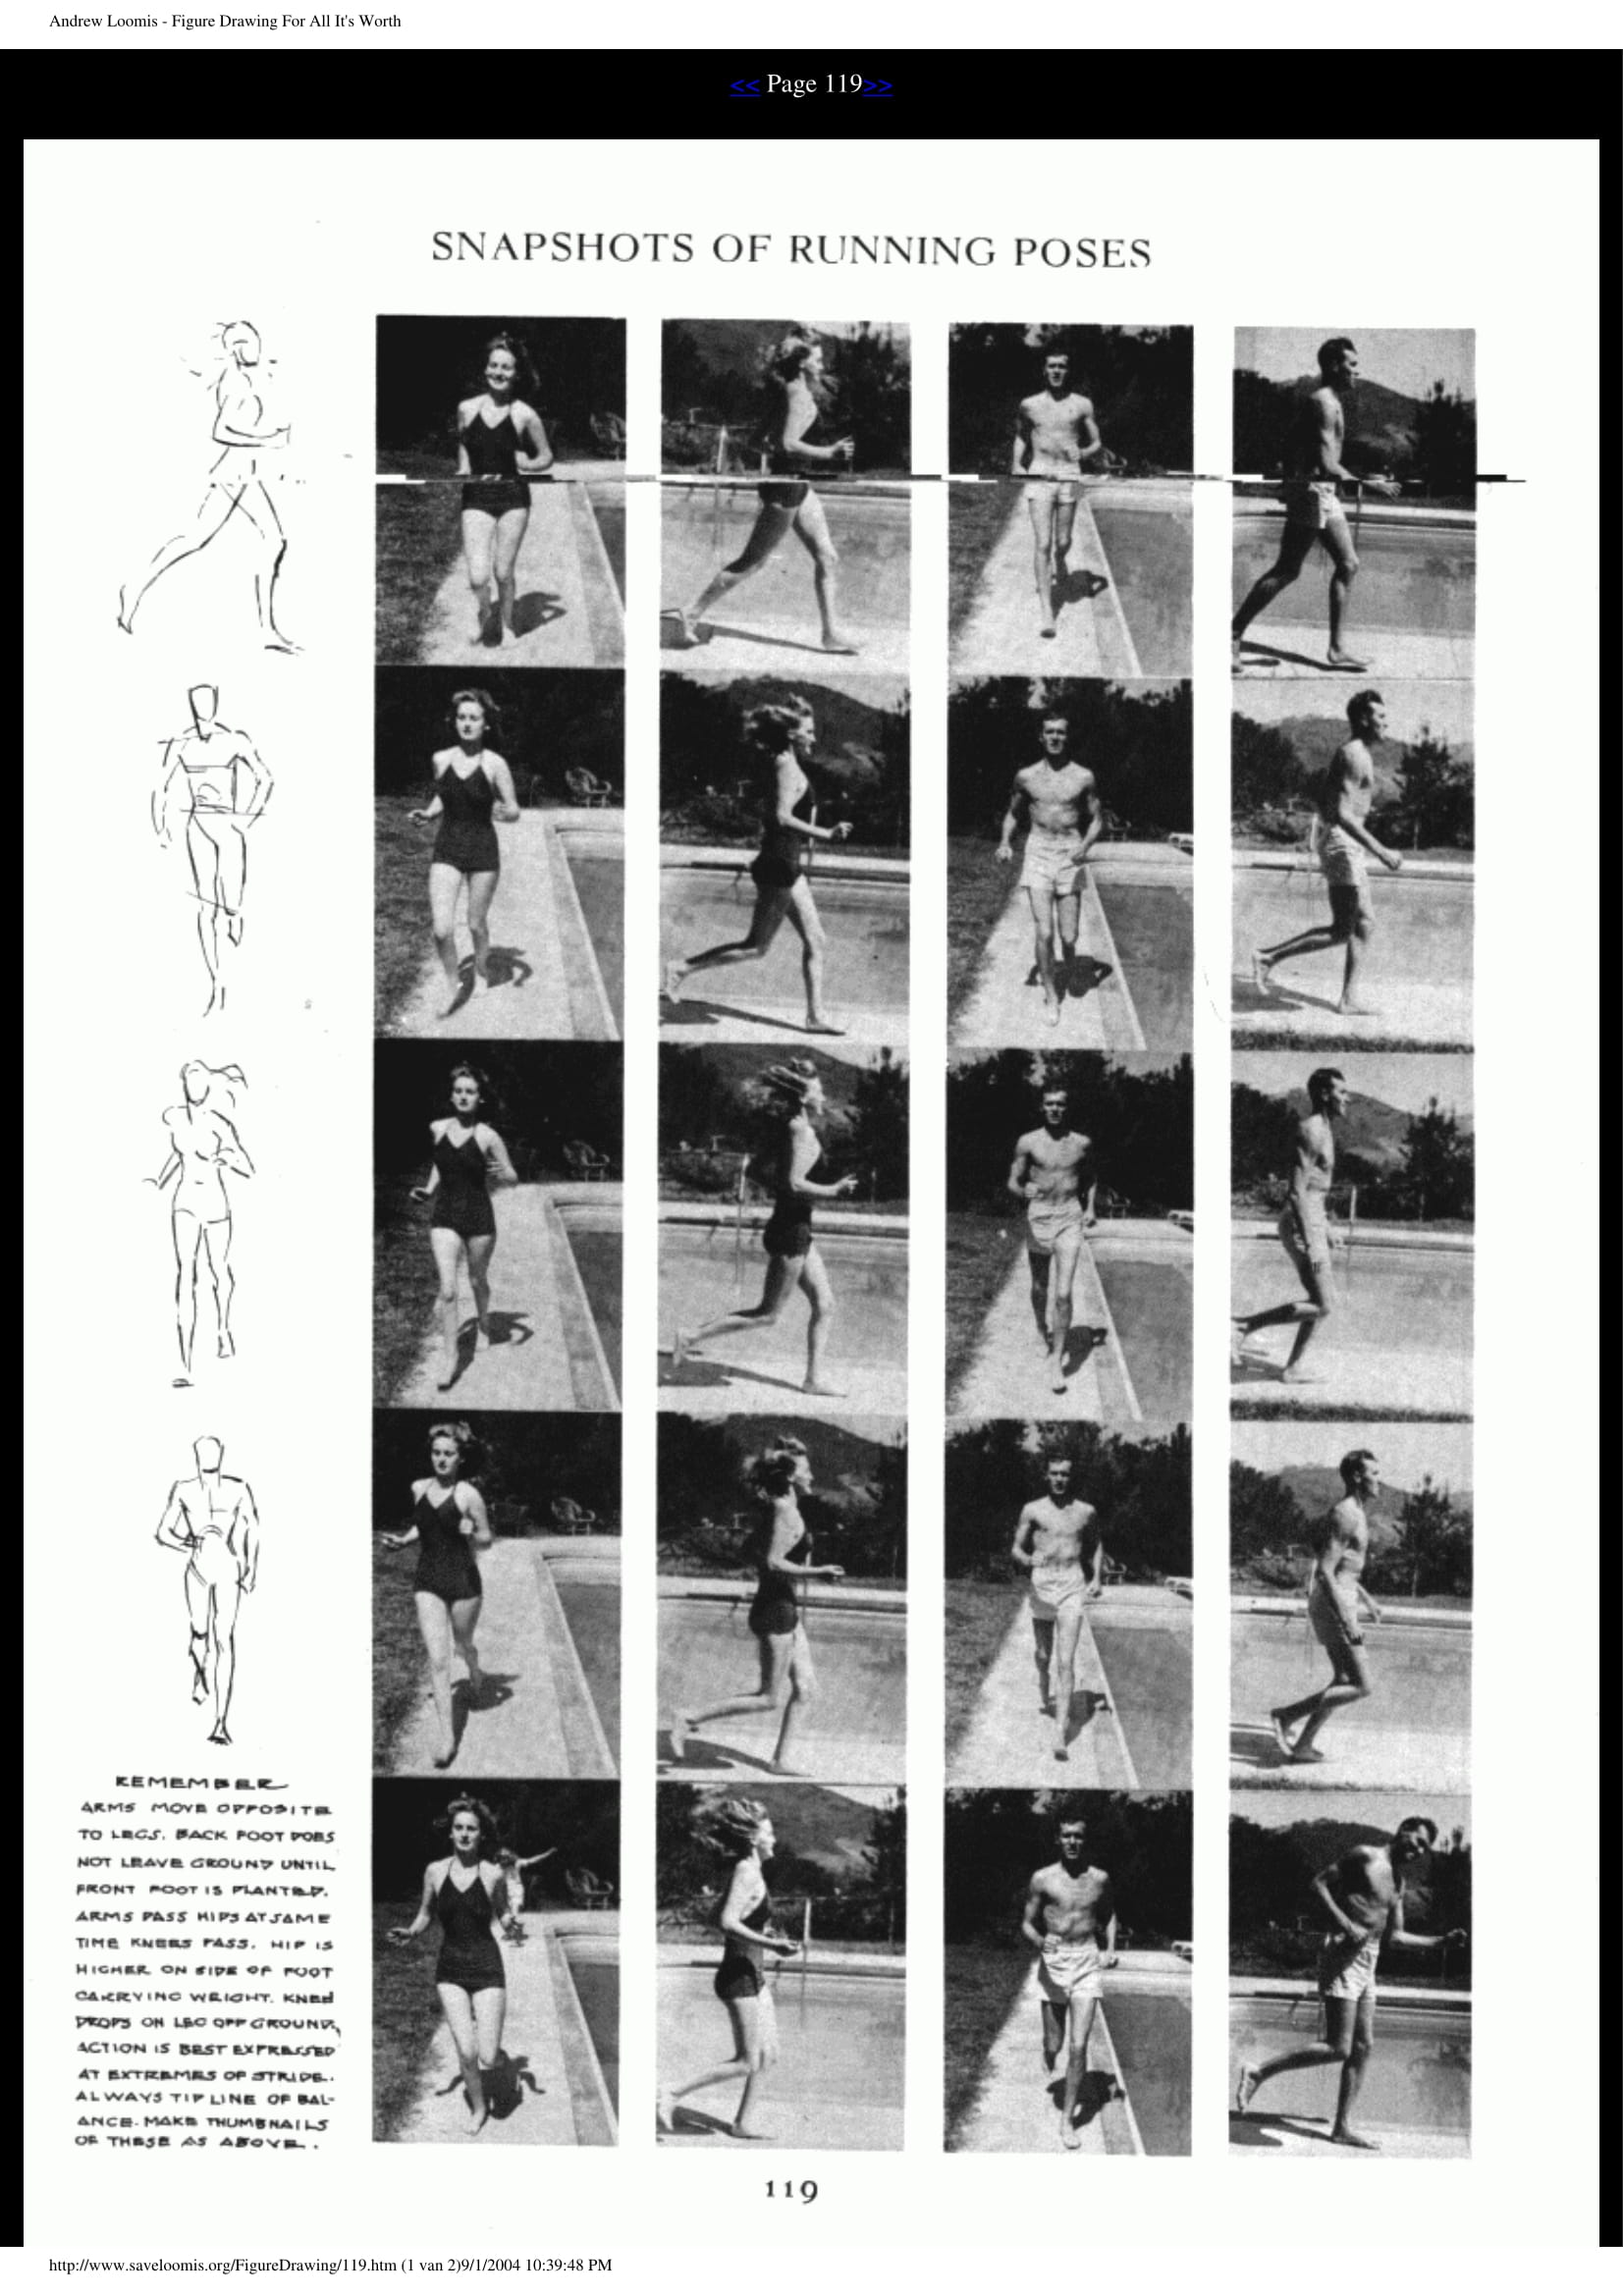 Andrew Loomis - Figure Drawing For All It's Worth
<< Page 119>>
SNAPSHOTS OF RUNNING POSES
REMEMBER
ARMS MOVE OPPOSITE
TO LEGS. BACK FOOT DOES
NOT LEAVE GROUND UNTIL
FRONT FOOT IS PLANTED.
ARMS PASS HIPS AT SAME
TIME KNEES PASS. HIP IS
HIGHER ON SIDE OF FOOT
CARRYING WEIGHT. KNEE
DROPS ON LEG OFF GROUND.
ACTION IS BEST EXPRESSED
AT EXTREMES OF STRIDE.
ALWAYS TIP LINE OF BAL-
ANCE. MAKE THUMBNAILS
OF THESE AS ABOVE.
119
http://www.saveloomis.org/FigureDrawing/119.htm (1 van 2)9/1/2004 10:39:48 PM